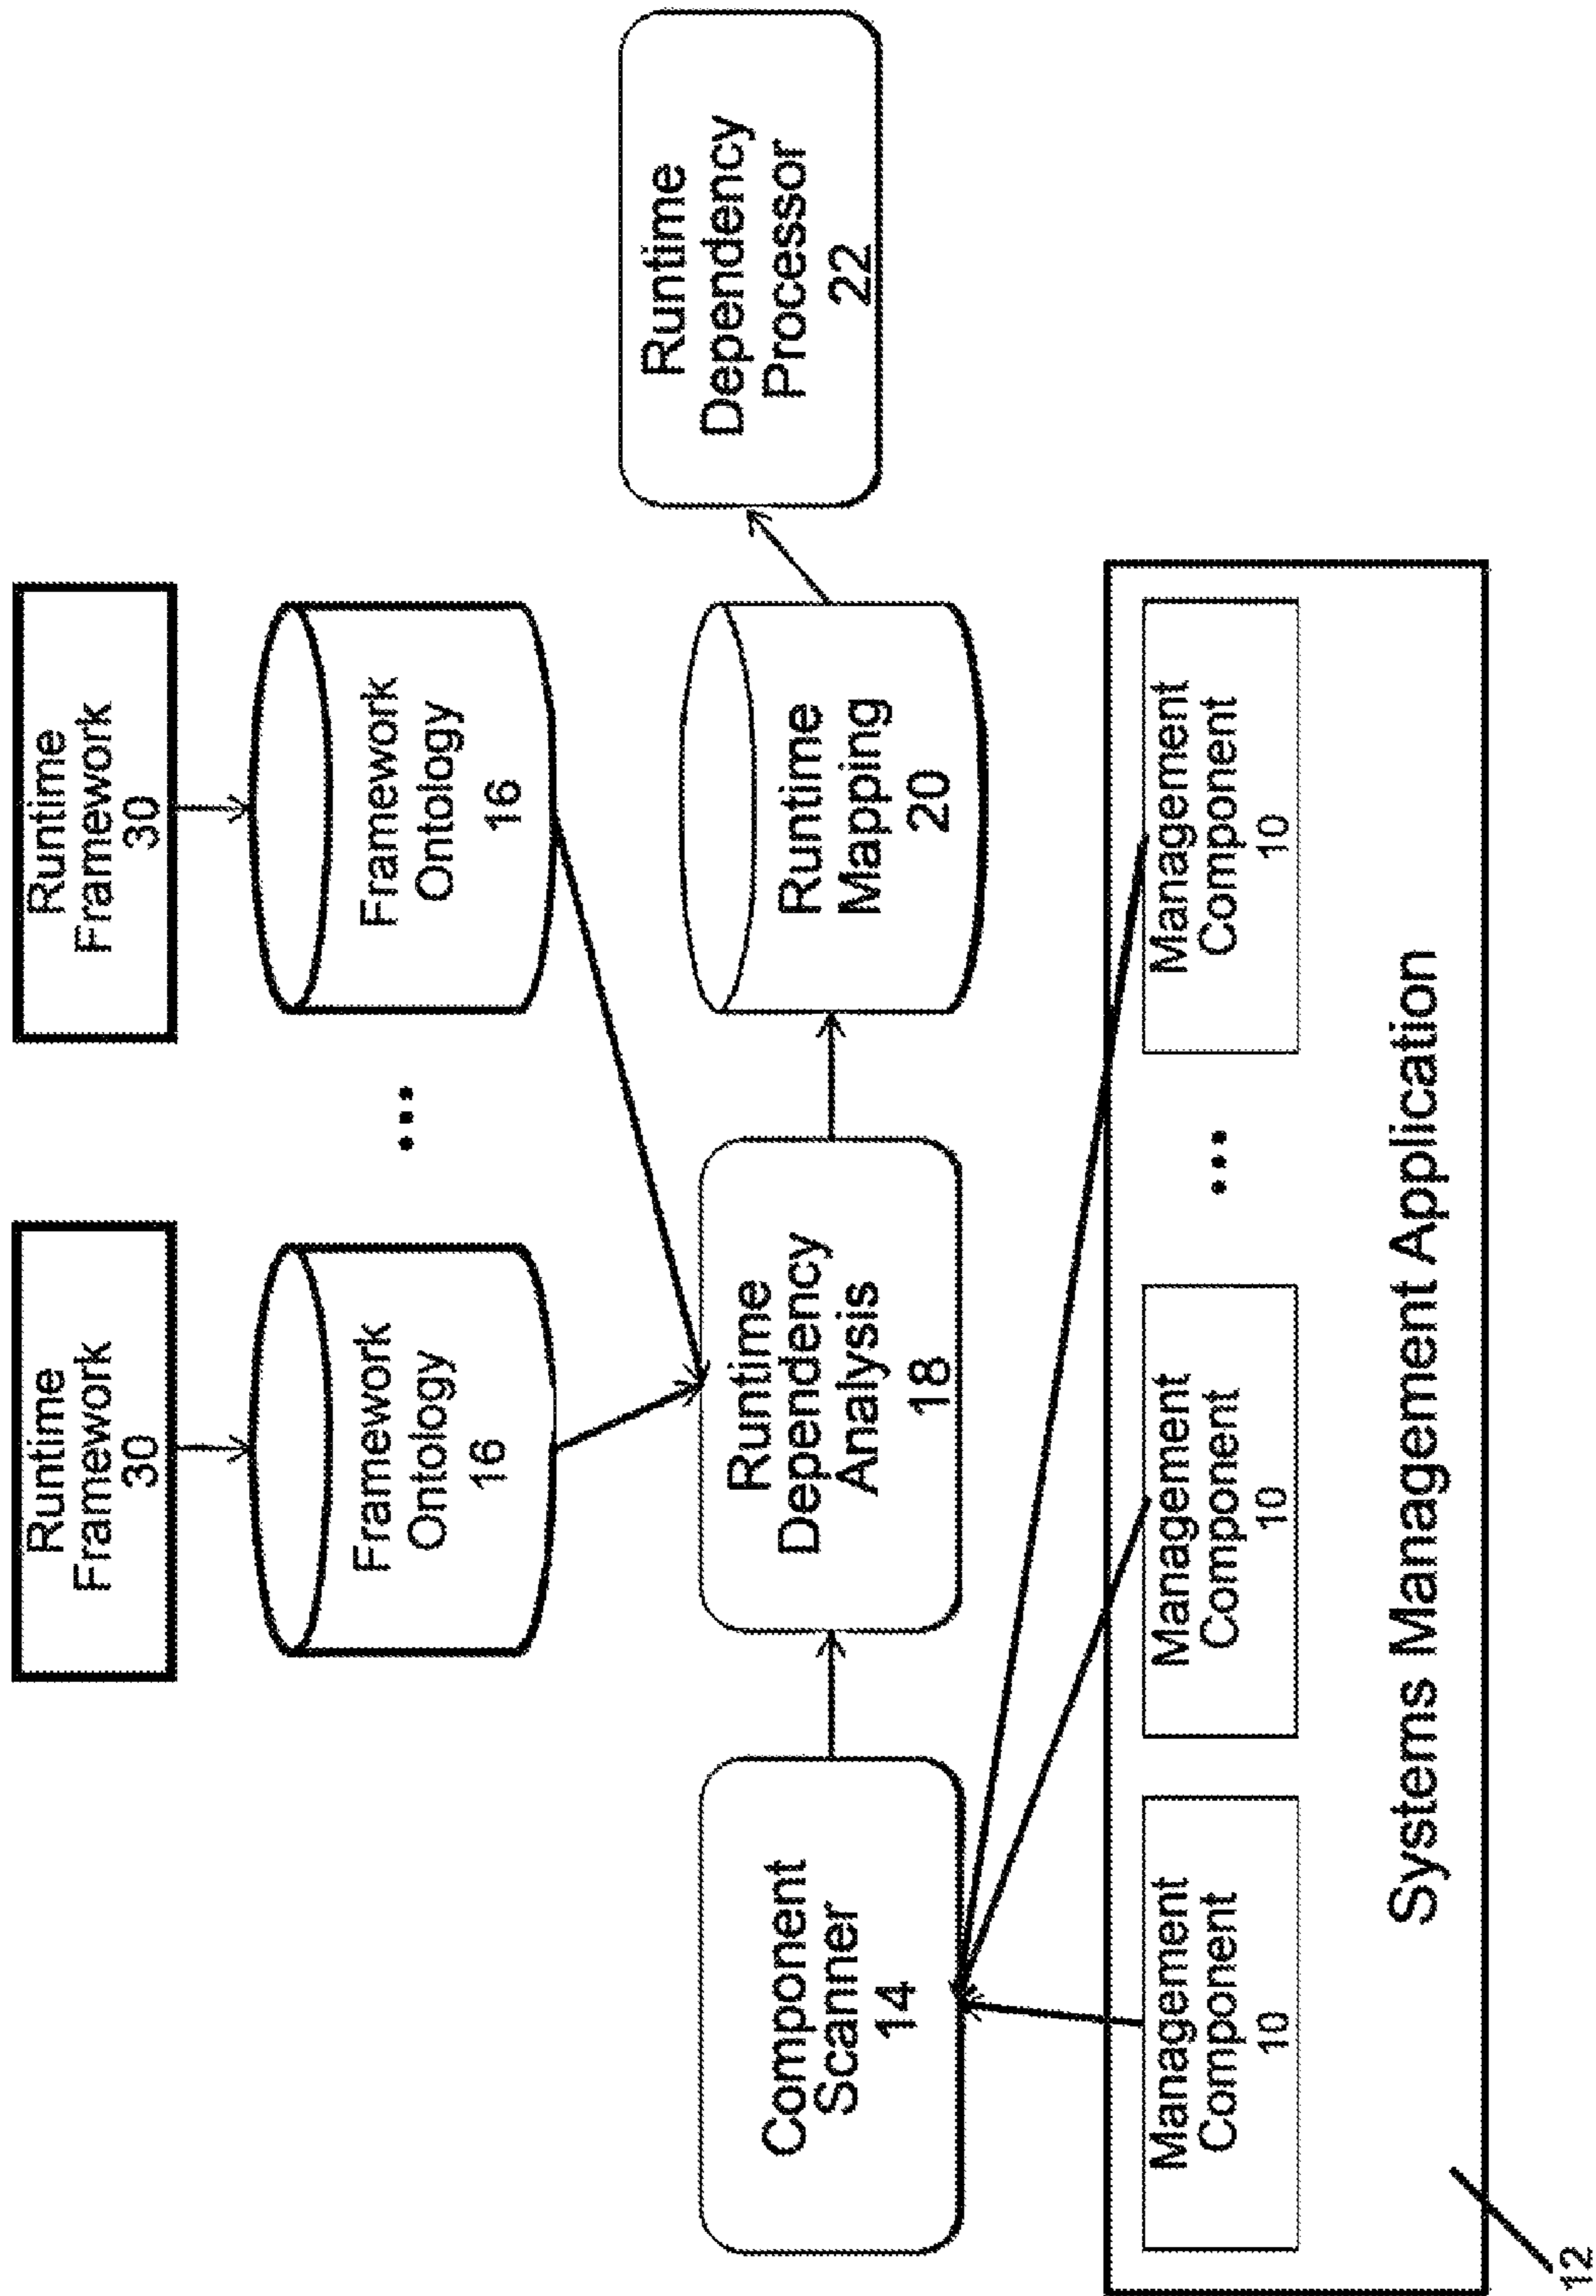 Runtime
Framework
30
Runtime
Framework
30
Framework
Ontology
16
...
Framework
Ontology
16
Component
Scanner
14
Runtime
Dependency
Analysis
18
Runtime
Mapping
20
Runtime
Dependency
Processor
22
Management
Component
10
Management
Component
10
...
Management
Component
10
Systems Management Application
12